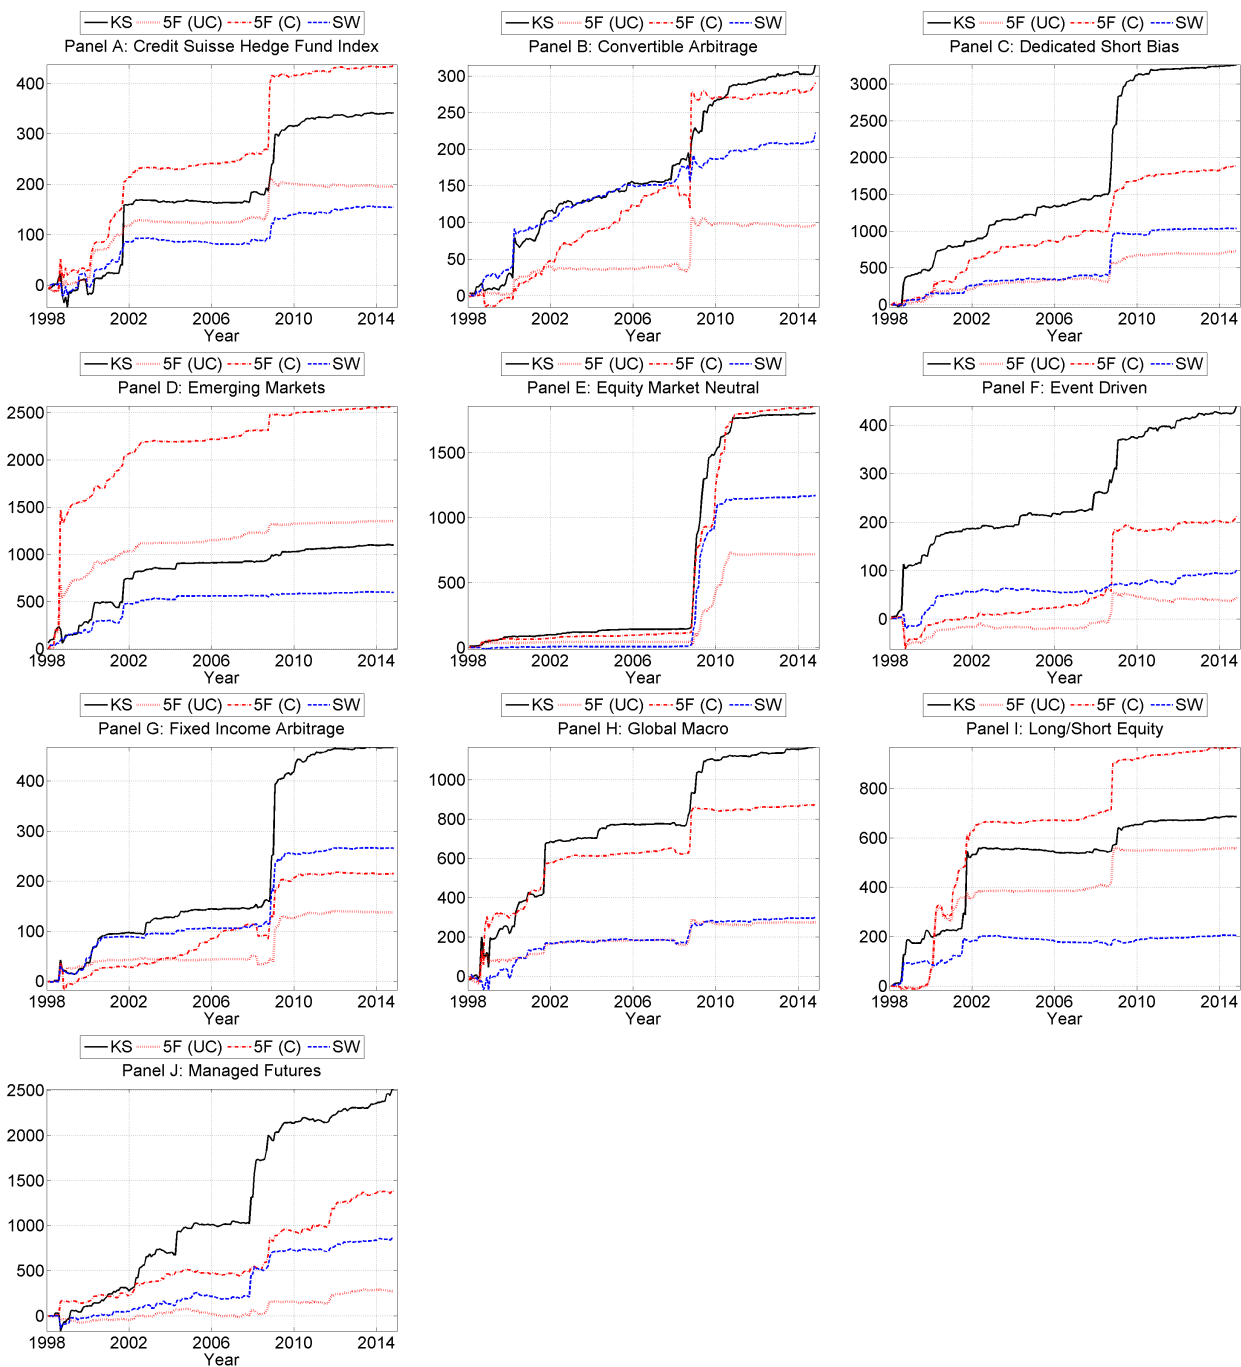 KS 5F (UC) 5F (C) SW
Panel A: Credit Suisse Hedge Fund Index
400
300
200
100
0
1998 2002 2006 2010 2014
Year
KS 5F (UC) 5F (C) SW
Panel B: Convertible Arbitrage
300
250
200
150
100
50
0
1998 2002 2006 2010 2014
Year
KS 5F (UC) 5F (C) SW
Panel C: Dedicated Short Bias
3000
2500
2000
1500
1000
500
0
1998 2002 2006 2010 2014
Year
KS 5F (UC) 5F (C) SW
Panel D: Emerging Markets
2500
2000
1500
1000
500
0
1998 2002 2006 2010 2014
Year
KS 5F (UC) 5F (C) SW
Panel E: Equity Market Neutral
1500
1000
500
0
1998 2002 2006 2010 2014
Year
KS 5F (UC) 5F (C) SW
Panel F: Event Driven
400
300
200
100
0
1998 2002 2006 2010 2014
Year
KS 5F (UC) 5F (C) SW
Panel G: Fixed Income Arbitrage
400
300
200
100
0
1998 2002 2006 2010 2014
Year
KS 5F (UC) 5F (C) SW
Panel H: Global Macro
1000
800
600
400
200
0
1998 2002 2006 2010 2014
Year
KS 5F (UC) 5F (C) SW
Panel I: Long/Short Equity
800
600
400
200
0
1998 2002 2006 2010 2014
Year
KS 5F (UC) 5F (C) SW
Panel J: Managed Futures
2500
2000
1500
1000
500
0
1998 2002 2006 2010 2014
Year